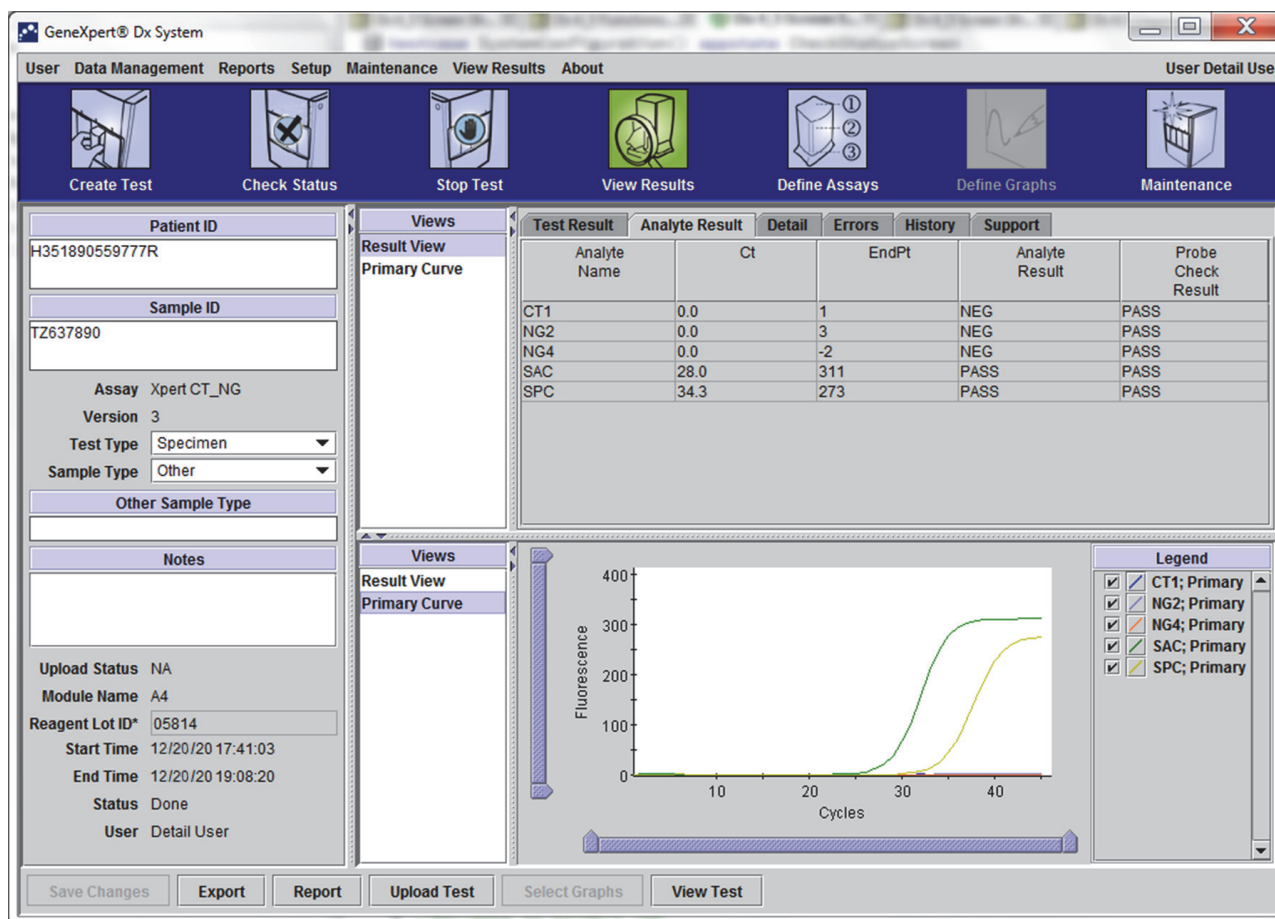 GeneXpert® Dx System
User Data Management Reports Setup Maintenance View Results About User Detail Use
Create Test Check Status Stop Test View Results Define Assays Define Graphs Maintenance
①
②
③
Patient ID
H351890559777R
Sample ID
TZ637890
Assay Xpert CT_NG
Version 3
Test Type Specimen
Sample Type Other
Other Sample Type
Notes
Upload Status NA
Module Name A4
Reagent Lot ID* 05814
Start Time 12/20/20 17:41:03
End Time 12/20/20 19:08:20
Status Done
User Detail User
Views
Result View
Primary Curve
Test Result Analyte Result Detail Errors History Support
Analyte Name Ct EndPt Analyte Result Probe Check Result
CT1 0.0 1 NEG PASS
NG2 0.0 3 NEG PASS
NG4 0.0 -2 NEG PASS
SAC 28.0 311 PASS PASS
SPC 34.3 273 PASS PASS
Views
Result View
Primary Curve
Fluorescence
400
300
200
100
0
10 20 30 40
Cycles
Legend
CT1; Primary
NG2; Primary
NG4; Primary
SAC; Primary
SPC; Primary
Save Changes Export Report Upload Test Select Graphs View Test